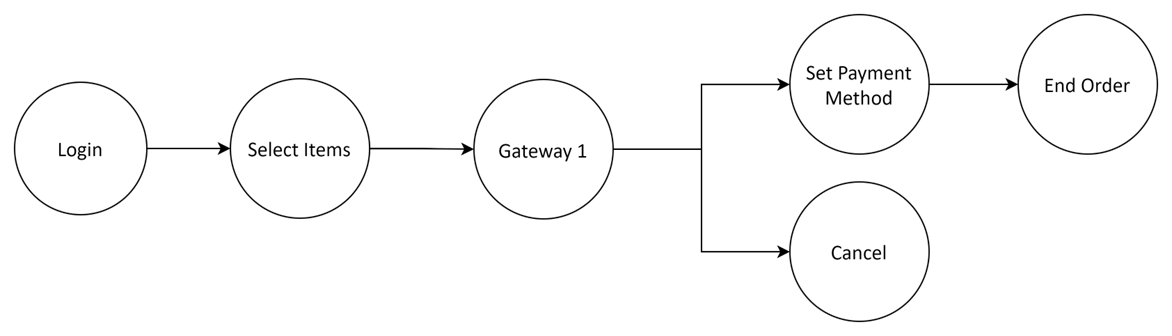 Login
Select Items
Gateway 1
Set Payment
Method
End Order
Cancel